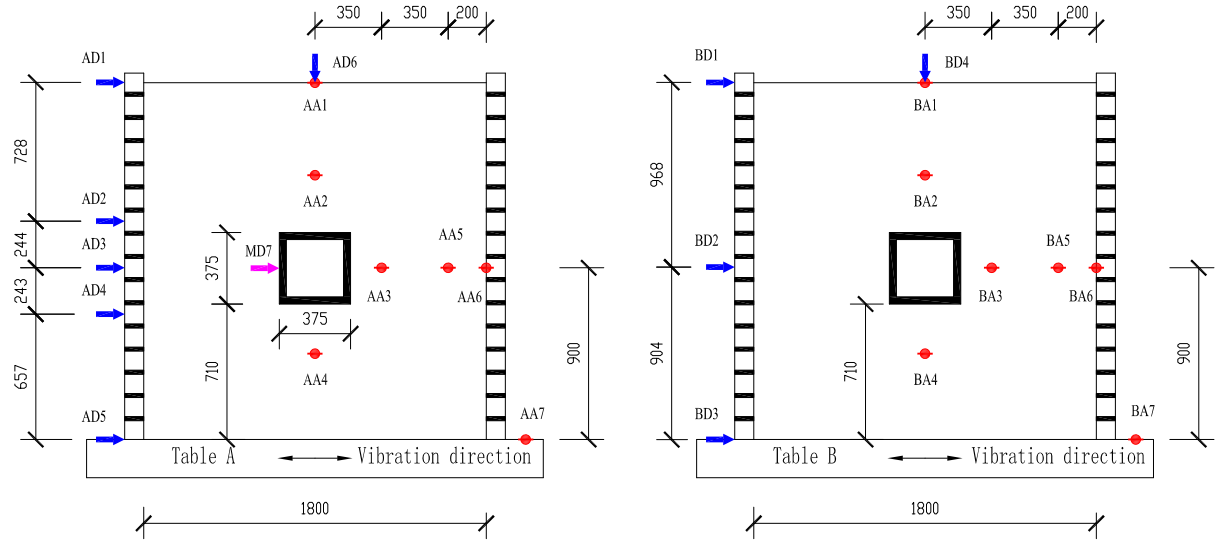 350 350 200
AD1
AD6
AA1
728
AD2
AA2
244
AD3
MD7
375
AA5
243
AD4
AA3
AA6
375
657
710
900
AA4
AD5
AA7
Table A
Vibration direction
1800
350 350 200
BD1
BD4
BA1
968
BA2
BD2
BA5
BA3
BA6
904
710
900
BA4
BD3
BA7
Table B
Vibration direction
1800